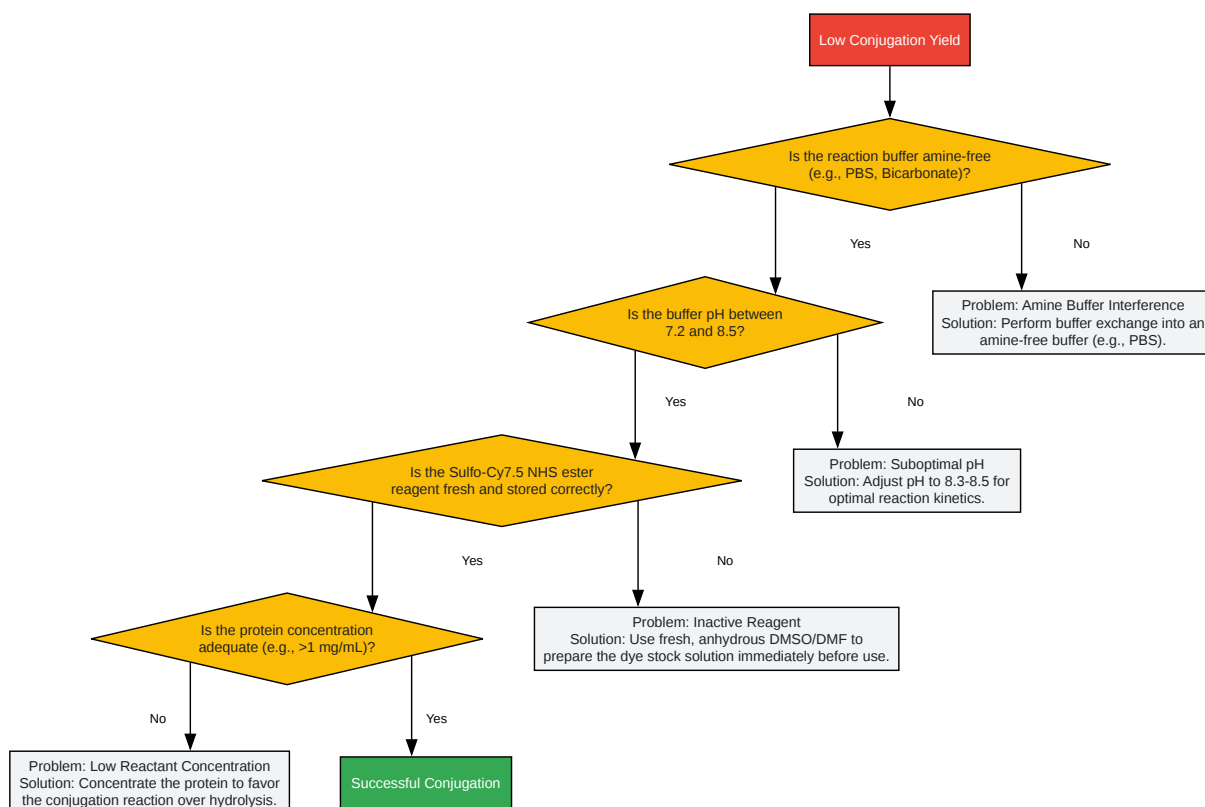 Low Conjugation Yield
Is the reaction buffer amine-free
(e.g., PBS, Bicarbonate)?
Yes
No
Is the buffer pH between
7.2 and 8.5?
Problem: Amine Buffer Interference
Solution: Perform buffer exchange into an
amine-free buffer (e.g., PBS).
Yes
No
Is the Sulfo-Cy7.5 NHS ester
reagent fresh and stored correctly?
Problem: Suboptimal pH
Solution: Adjust pH to 8.3-8.5 for
optimal reaction kinetics.
Yes
No
Is the protein concentration
adequate (e.g., >1 mg/mL)?
Problem: Inactive Reagent
Solution: Use fresh, anhydrous DMSO/DMF to
prepare the dye stock solution immediately before use.
No
Yes
Problem: Low Reactant Concentration
Solution: Concentrate the protein to favor
the conjugation reaction over hydrolysis.
Successful Conjugation